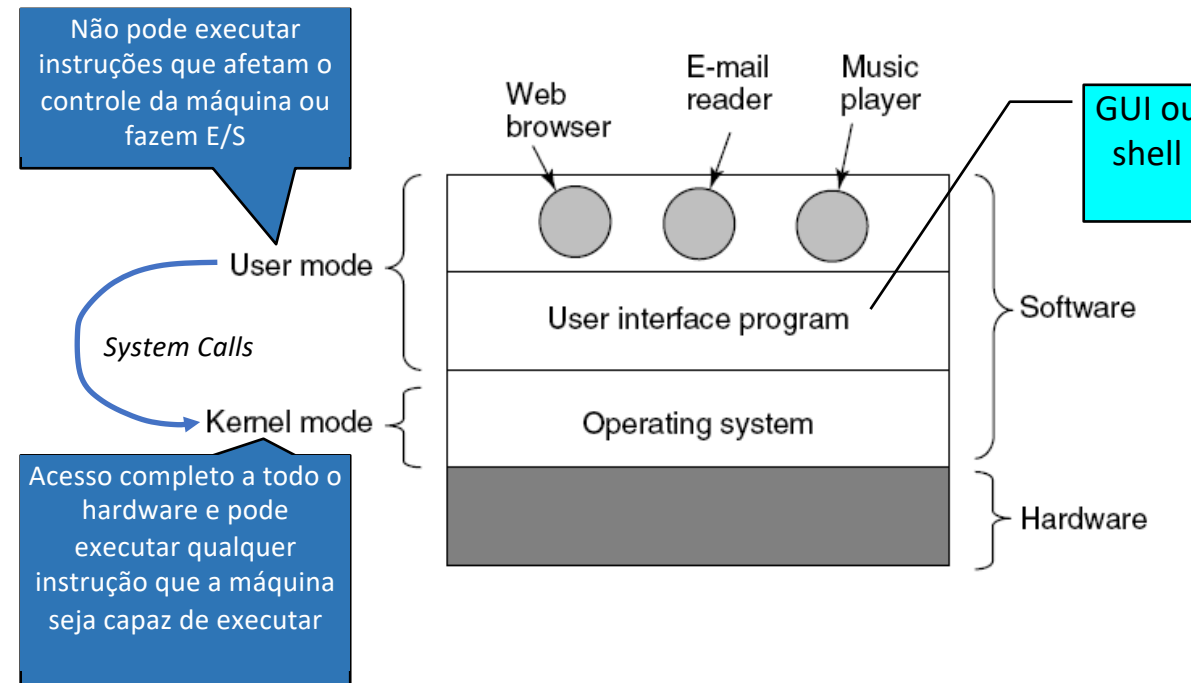 Não pode executar
instruções que afetam o
controle da máquina ou
fazem E/S
Web
browser
E-mail
reader
Music
player
GUI ou
shell
User mode
User interface program
Software
System Calls
Kernel mode
Operating system
Acesso completo a todo o
hardware e pode
executar qualquer
instrução que a máquina
seja capaz de executar
Hardware